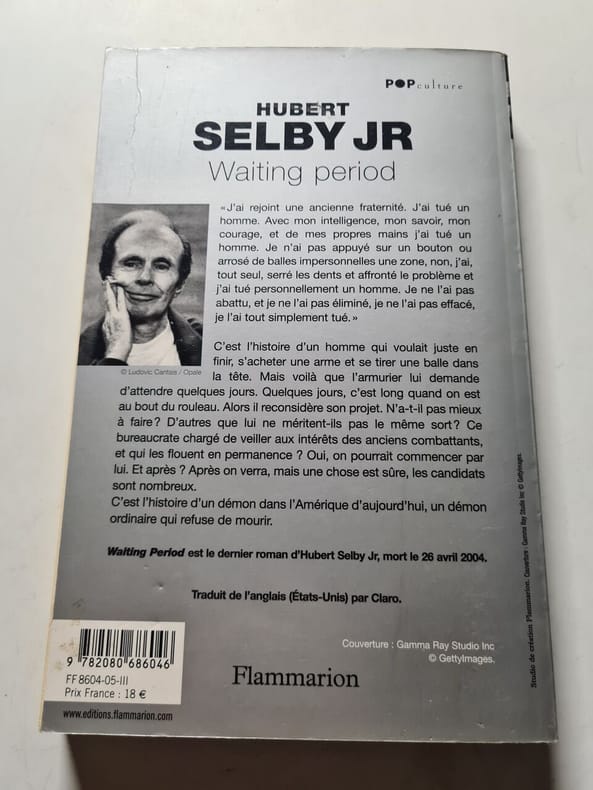 POPculture
HUBERT
SELBY JR
Waiting period
«J'ai rejoint une ancienne fraternité. J'ai tué un
homme. Avec mon intelligence, mon savoir, mon
courage, et de mes propres mains j'ai tué un
homme. Je n'ai pas appuyé sur un bouton ou
arrosé de balles impersonnelles une zone, non, j'ai,
tout seul, serré les dents et affronté le problème et
j'ai tué personnellement un homme. Je ne l'ai pas
abattu, et je ne l'ai pas éliminé, je ne l'ai pas effacé,
je l'ai tout simplement tué.»
© Ludovic Cantais / Opale
C'est l'histoire d'un homme qui voulait juste en
finir, s'acheter une arme et se tirer une balle dans
la tête. Mais voilà que l'armurier lui demande
d'attendre quelques jours. Quelques jours, c'est long quand on est
au bout du rouleau. Alors il reconsidère son projet. N'a-t-il pas mieux
à faire? D'autres que lui ne méritent-ils pas le même sort? Ce
bureaucrate chargé de veiller aux intérêts des anciens combattants,
et qui les flouent en permanence ? Oui, on pourrait commencer par
lui. Et après ? Après on verra, mais une chose est sûre, les candidats
sont nombreux.
C'est l'histoire d'un démon dans l'Amérique d'aujourd'hui, un démon
ordinaire qui refuse de mourir.
Waiting Period est le dernier roman d'Hubert Selby Jr, mort le 26 avril 2004.
Traduit de l'anglais (États-Unis) par Claro.
Couverture : Gamma Ray Studio Inc
© GettyImages.
Studio de création Flammarion. Couverture : Gamma Ray Studio Inc © GettyImages.
9 782080 686046
FF 8604-05-III
Prix France : 18 €
Flammarion
www.editions.flammarion.com